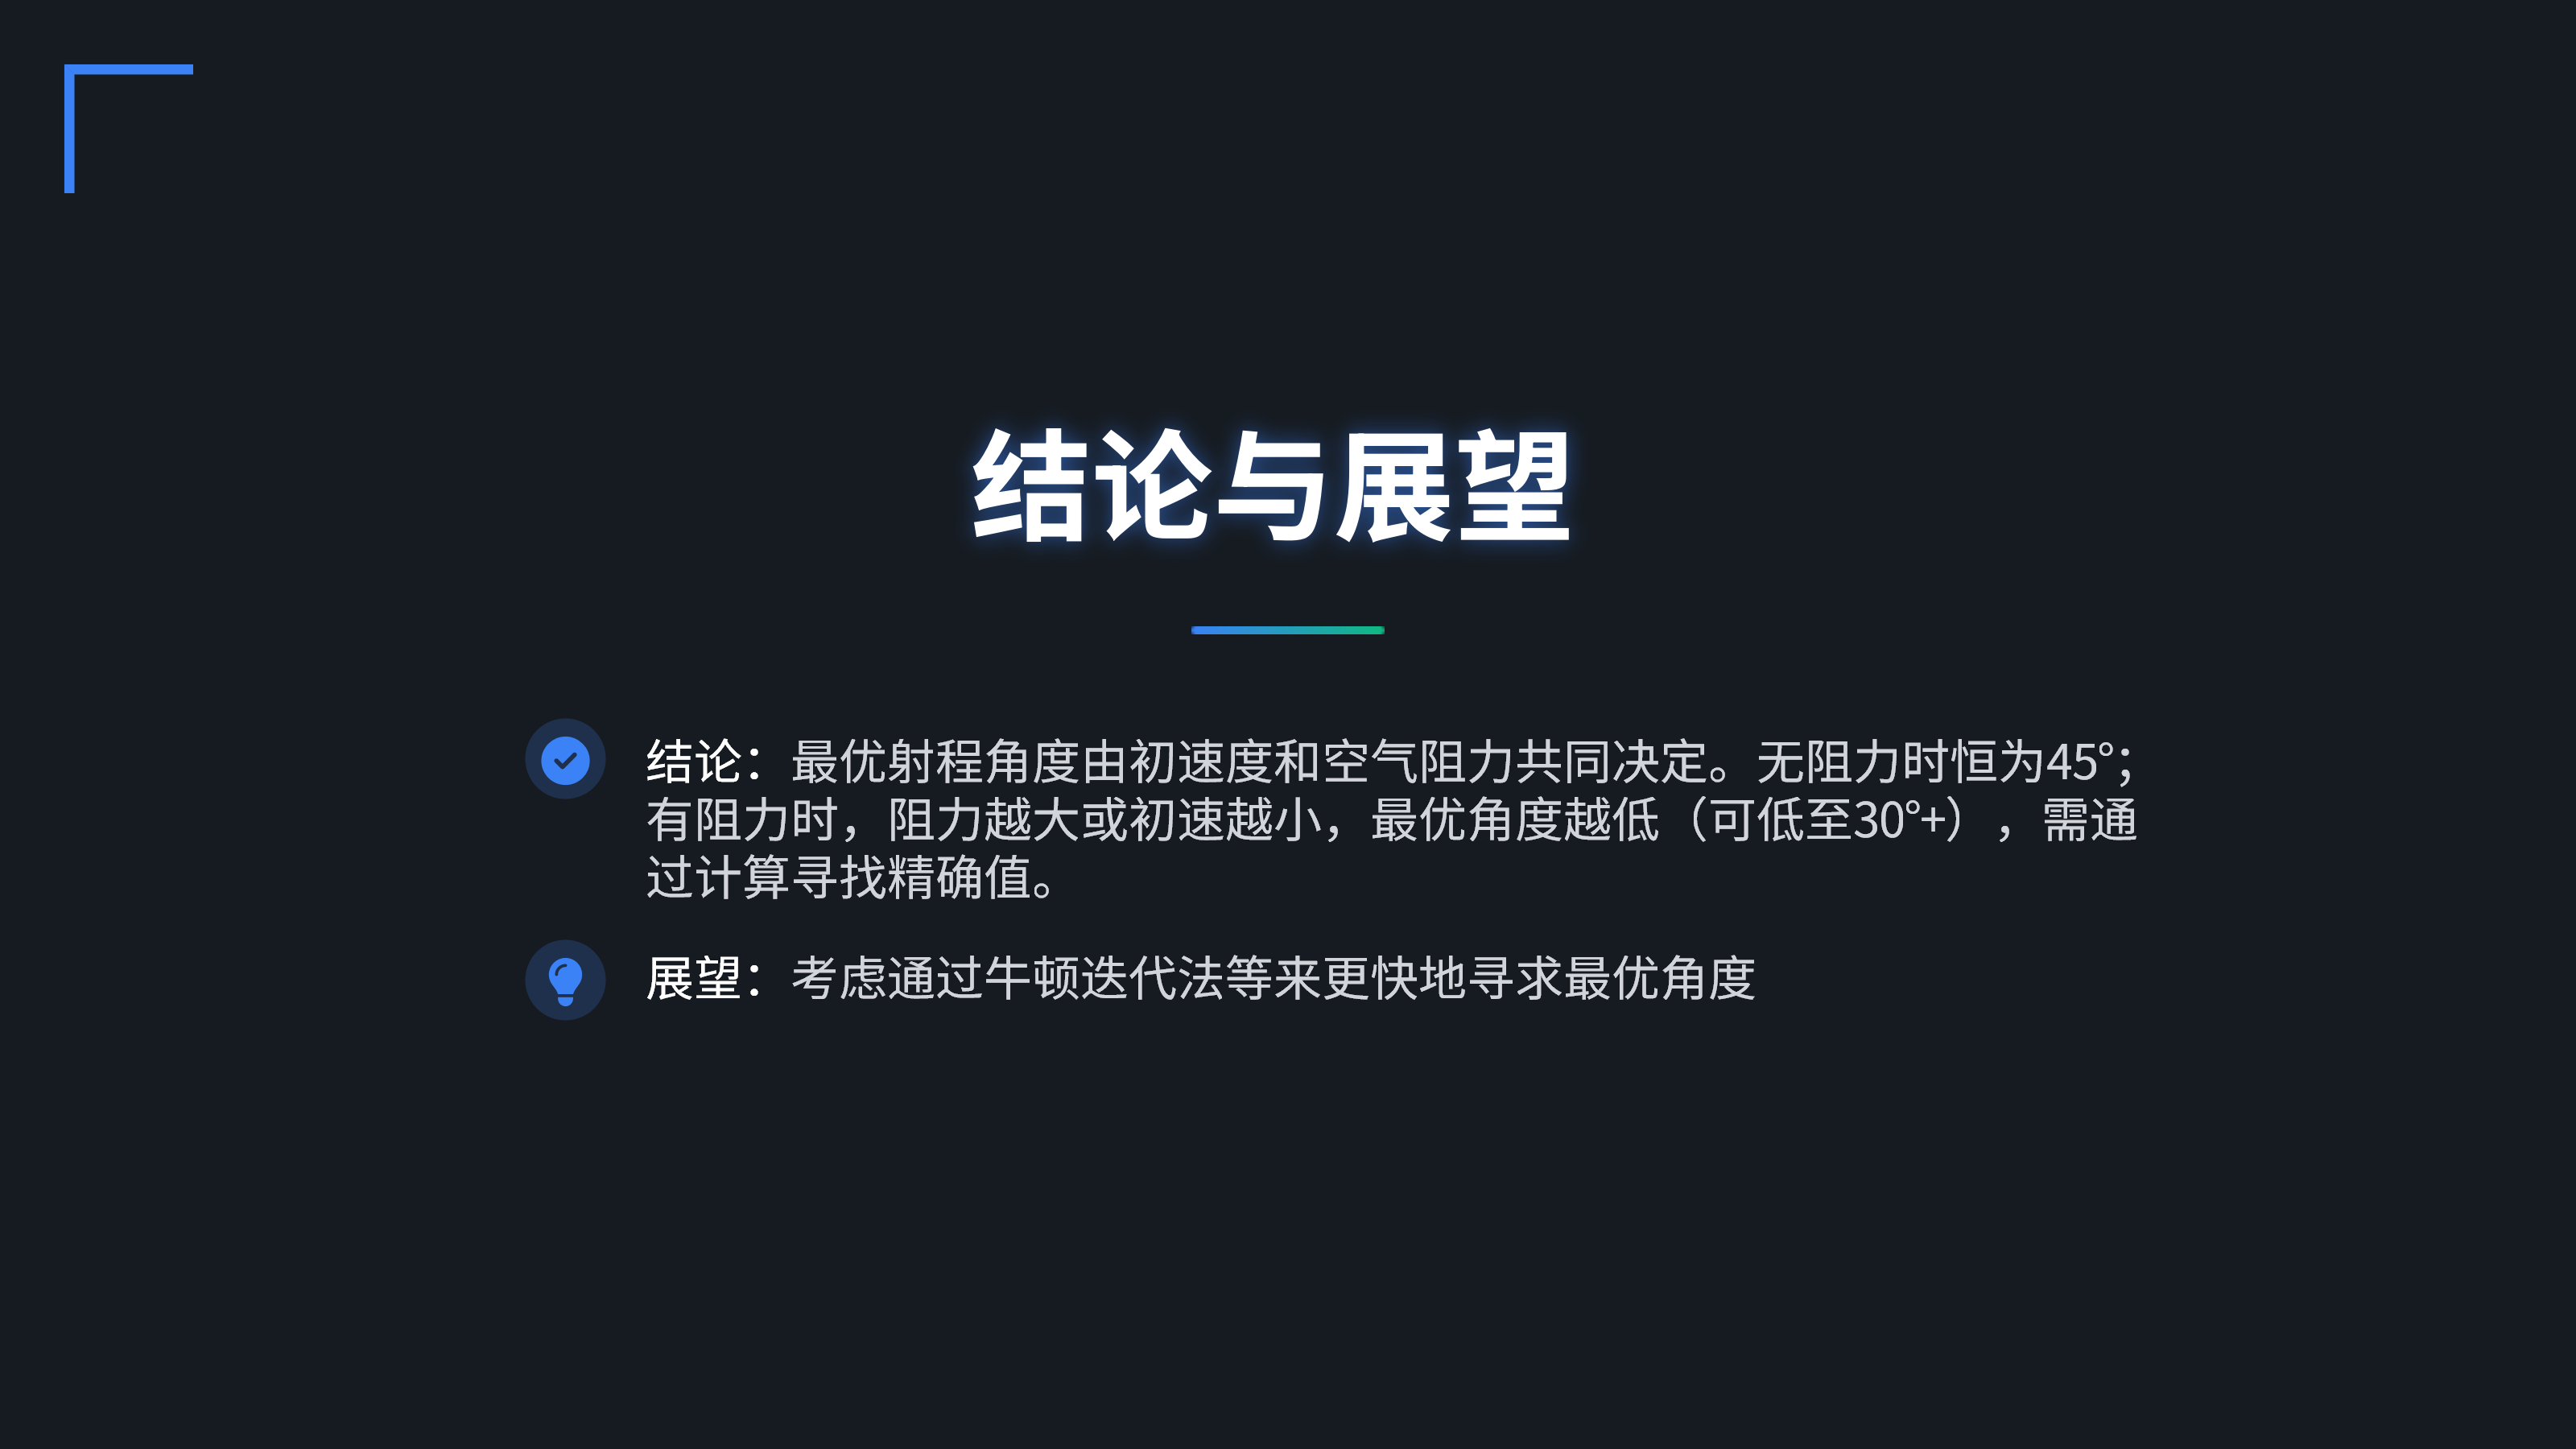 结论与展望
结论：最优射程角度由初速度和空气阻力共同决定。无阻力时恒为45°；
有阻力时，阻力越大或初速越小，最优角度越低（可低至30°+），需通
过计算寻找精确值。
展望：考虑通过牛顿迭代法等来更快地寻求最优角度